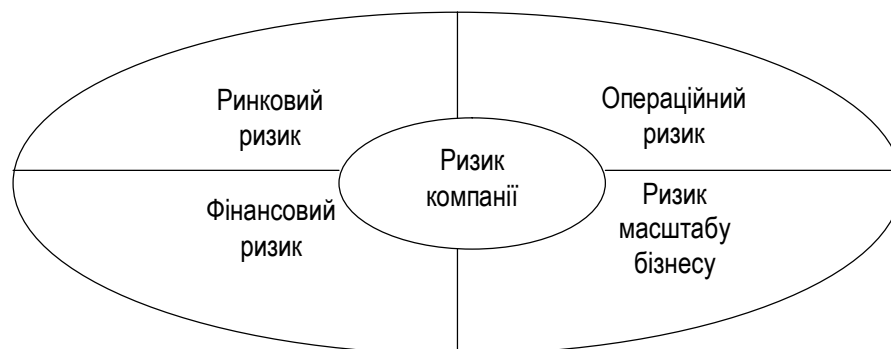 Ринковий
ризик
Операційний
ризик
Ризик
компанії
Фінансовий
ризик
Ризик
масштабу
бізнесу